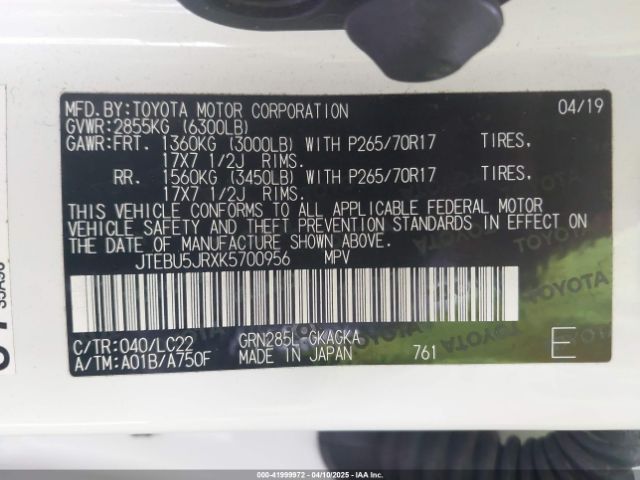 MFD.BY:TOYOTA MOTOR CORPORATION 04/19
GVWR:2855KG (6300LB)
GAWR:FRT. 1360KG (3000LB) WITH P265/70R17 TIRES.
17X7 1/2J RIMS.
RR. 1560KG (3450LB) WITH P265/70R17 TIRES.
17X7 1/2J RIMS.
THIS VEHICLE CONFORMS TO ALL APPLICABLE FEDERAL MOTOR
VEHICLE SAFETY AND THEFT PREVENTION STANDARDS IN EFFECT ON
THE DATE OF MANUFACTURE SHOWN ABOVE.
JTEBU5JRXK5700956 MPV
C/TR:040/LC22 GRN285L-GKAGKA
A/TM:A01B/A750F MADE IN JAPAN 761 E
000-41999972 - 04/10/2025 - IAA Inc.